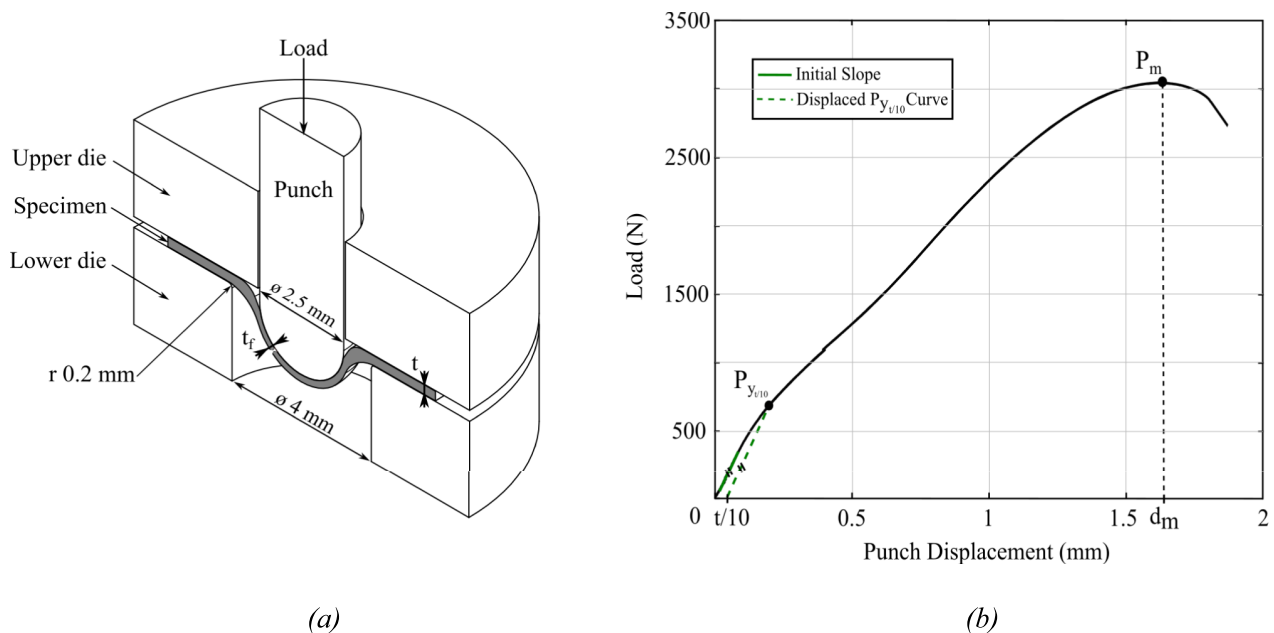 Load
Upper die
Specimen
Lower die
Punch
ø 2.5 mm
t_f
t
r 0.2 mm
ø 4 mm
(a)
3500
2500
1500
500
0
t/10
0.5
1
1.5
d_m
2
Load (N)
Punch Displacement (mm)
Initial Slope
Displaced P_y_t/10 Curve
P_m
P_y_t/10
(b)